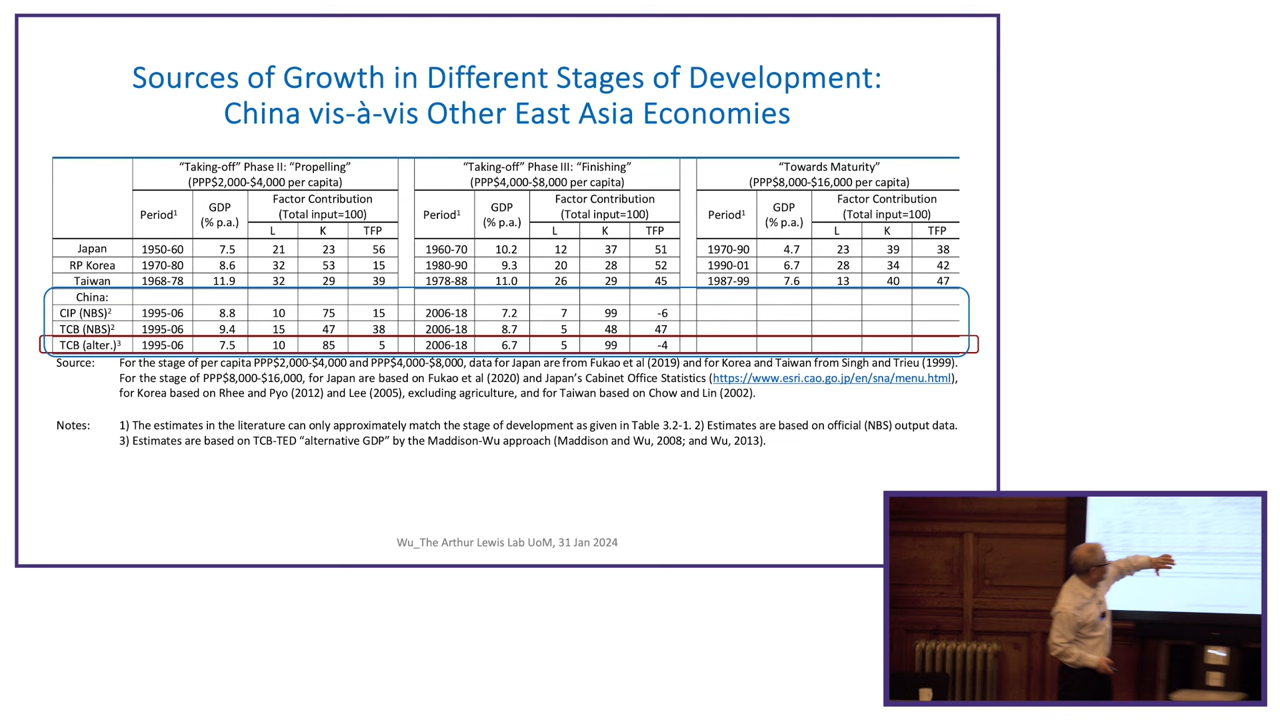 Sources of Growth in Different Stages of Development:
China vis-à-vis Other East Asia Economies
"Taking-off" Phase II: "Propelling" "Taking-off" Phase III: "Finishing" "Towards Maturity"
(PPP$2,000-$4,000 per capita) (PPP$4,000-$8,000 per capita) (PPP$8,000-$16,000 per capita)
Period¹ GDP (% p.a.) Factor Contribution (Total input=100) Period¹ GDP (% p.a.) Factor Contribution (Total input=100) Period¹ GDP (% p.a.) Factor Contribution (Total input=100)
L K TFP L K TFP L K TFP
Japan 1950-60 7.5 21 23 56 1960-70 10.2 12 37 51 1970-90 4.7 23 39 38
RP Korea 1970-80 8.6 32 53 15 1980-90 9.3 20 28 52 1990-01 6.7 28 34 42
Taiwan 1968-78 11.9 32 29 39 1978-88 11.0 26 29 45 1987-99 7.6 13 40 47
China:
CIP (NBS)² 1995-06 8.8 10 75 15 2006-18 7.2 7 99 -6
TCB (NBS)² 1995-06 9.4 15 47 38 2006-18 8.7 5 48 47
TCB (alter.)³ 1995-06 7.5 10 85 5 2006-18 6.7 5 99 -4
Source: For the stage of per capita PPP$2,000-$4,000 and PPP$4,000-$8,000, data for Japan are from Fukao et al (2019) and for Korea and Taiwan from Singh and Trieu (1999).
For the stage of PPP$8,000-$16,000, for Japan are based on Fukao et al (2020) and Japan's Cabinet Office Statistics (https://www.esri.cao.go.jp/en/sna/menu.html),
for Korea based on Rhee and Pyo (2012) and Lee (2005), excluding agriculture, and for Taiwan based on Chow and Lin (2002).
Notes: 1) The estimates in the literature can only approximately match the stage of development as given in Table 3.2-1. 2) Estimates are based on official (NBS) output data.
3) Estimates are based on TCB-TED "alternative GDP" by the Maddison-Wu approach (Maddison and Wu, 2008; and Wu, 2013).
Wu_The Arthur Lewis Lab UoM, 31 Jan 2024